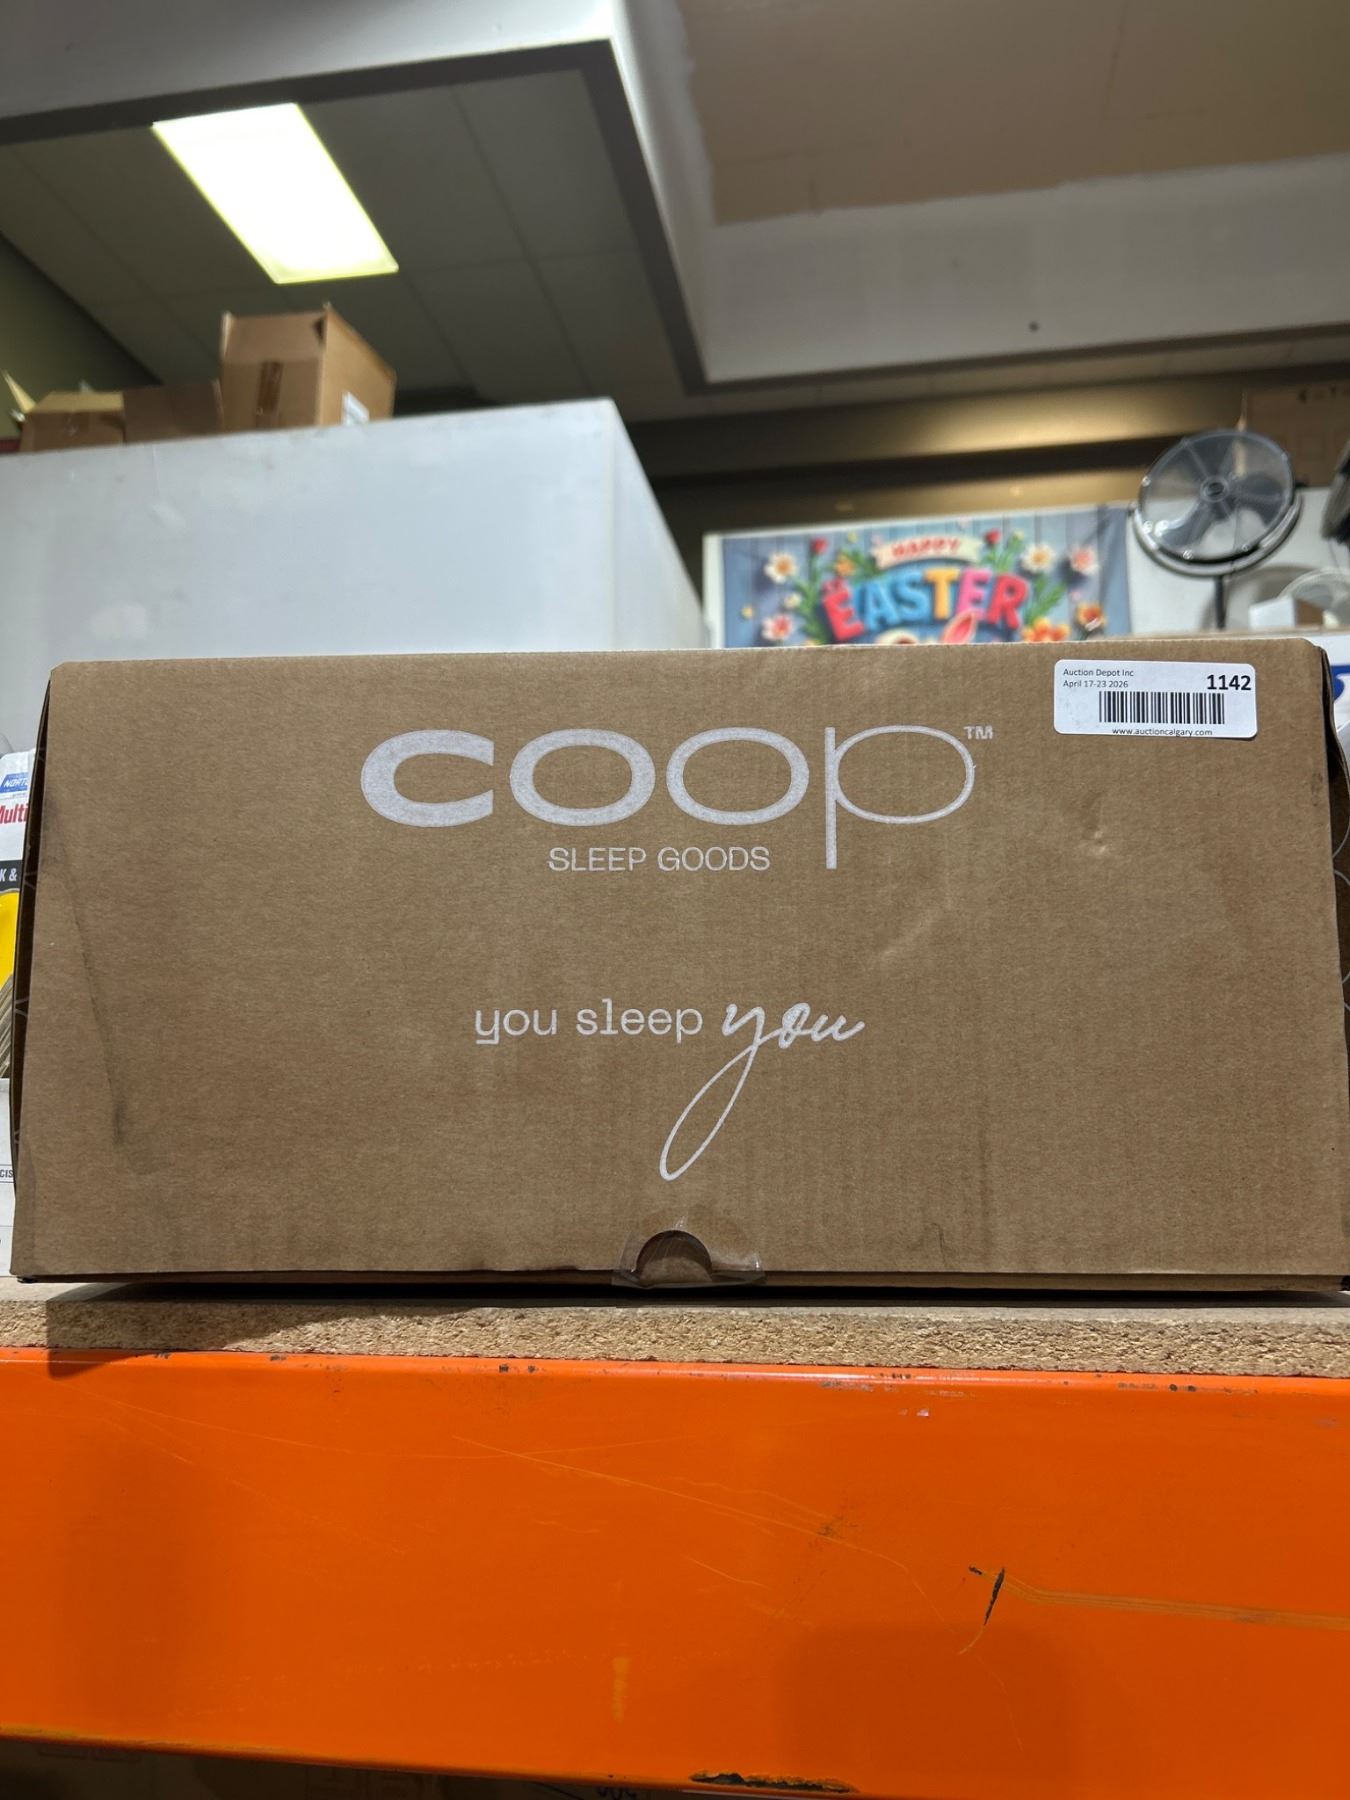 HAPPY
EASTER
Auction Depot Inc
April 17-23 2026
1142
www.auctioncalgary.com
coop™
SLEEP GOODS
you sleep you
K &